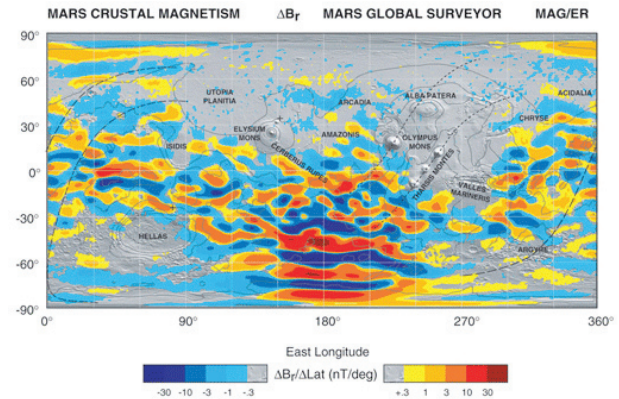 MARS CRUSTAL MAGNETISM ΔBr MARS GLOBAL SURVEYOR MAG/ER
90°
60°
30°
0°
-30°
-60°
-90°
UTOPIA
PLANITIA
ARCADIA
ALBA PATERA
ACIDALIA
CHRYSE
ELYSIUM
MONS
AMAZONIS
OLYMPUS
MONS
ISIDIS
CERBERUS RUPES
THARSIS MONTES
VALLES
MARINERIS
HELLAS
ARGYRE
0° 90° 180° 270° 360°
East Longitude
ΔBr/ΔLat (nT/deg)
-30 -10 -3 -1 -.3 +.3 1 3 10 30